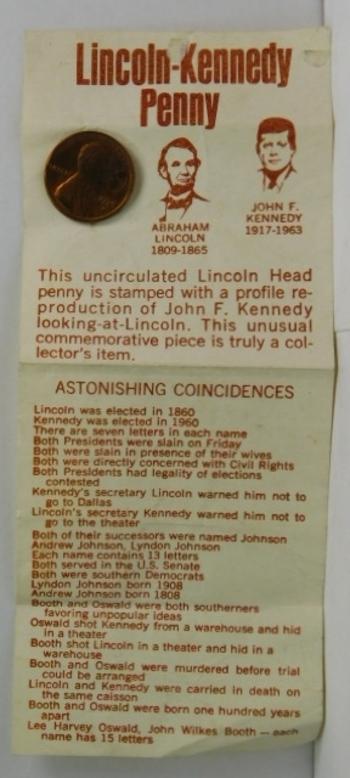 Lincoln-Kennedy
Penny
ABRAHAM
LINCOLN
1809-1865
JOHN F.
KENNEDY
1917-1963
This uncirculated Lincoln Head
penny is stamped with a profile re-
production of John F. Kennedy
looking-at-Lincoln. This unusual
commemorative piece is truly a col-
lector's item.
ASTONISHING COINCIDENCES
Lincoln was elected in 1860
Kennedy was elected in 1960
There are seven letters in each name
Both Presidents were slain on Friday
Both were slain in presence of their wives
Both were directly concerned with Civil Rights
Both Presidents had legality of elections
contested
Kennedy's secretary Lincoln warned him not to
go to Dallas
Lincoln's secretary Kennedy warned him not to
go to the theater
Both of their successors were named Johnson
Andrew Johnson, Lyndon Johnson
Each name contains 13 letters
Both served in the U.S. Senate
Both were southern Democrats
Lyndon Johnson born 1908
Andrew Johnson born 1808
Booth and Oswald were both southerners
favoring unpopular ideas
Oswald shot Kennedy from a warehouse and hid
in a theater
Booth shot Lincoln in a theater and hid in a
warehouse
Booth and Oswald were murdered before trial
could be arranged
Lincoln and Kennedy were carried in death on
the same caisson
Booth and Oswald were born one hundred years
apart
Lee Harvey Oswald, John Wilkes Booth — each
name has 15 letters